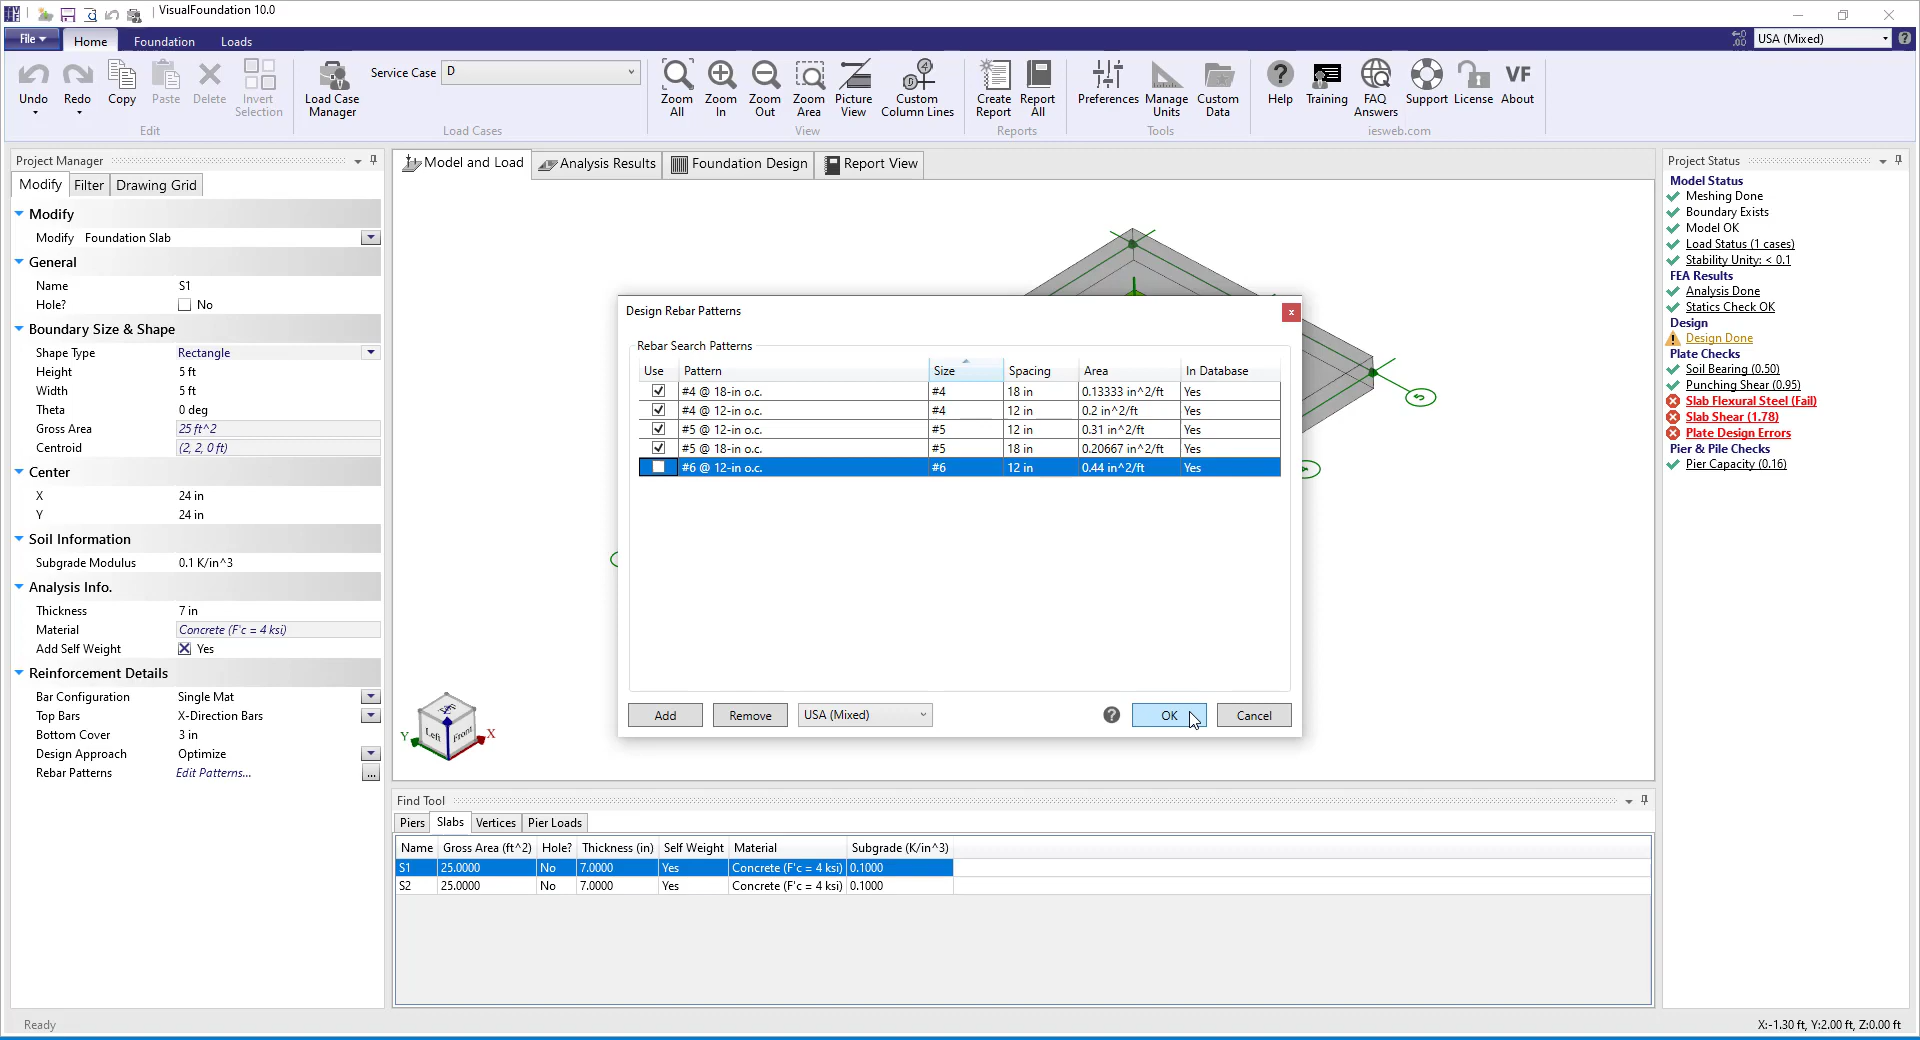 VisualFoundation 10.0
File
Home
Foundation
Loads
USA (Mixed)
Undo
Redo
Copy
Paste
Delete
Invert
Selection
Edit
Load Case
Manager
Service Case
D
Load Cases
Zoom
All
Zoom
In
Zoom
Out
Zoom
Area
Picture
View
Custom
Column Lines
View
Create
Report
Report
All
Reports
Preferences
Manage
Units
Custom
Data
Tools
Help
Training
FAQ
Answers
Support
License
VF
About
iesweb.com
Project Manager
Modify
Filter
Drawing Grid
Modify
Modify Foundation Slab
General
Name S1
Hole? No
Boundary Size & Shape
Shape Type Rectangle
Height 5 ft
Width 5 ft
Theta 0 deg
Gross Area 25 ft^2
Centroid (2, 2, 0 ft)
Center
X 24 in
Y 24 in
Soil Information
Subgrade Modulus 0.1 K/in^3
Analysis Info.
Thickness 7 in
Material Concrete (F'c = 4 ksi)
Add Self Weight Yes
Reinforcement Details
Bar Configuration Single Mat
Top Bars X-Direction Bars
Bottom Cover 3 in
Design Approach Optimize
Rebar Patterns Edit Patterns... ...
Model and Load
Analysis Results
Foundation Design
Report View
Design Rebar Patterns
Rebar Search Patterns
Use Pattern Size Spacing Area In Database
#4 @ 18-in o.c. #4 18 in 0.13333 in^2/ft Yes
#4 @ 12-in o.c. #4 12 in 0.2 in^2/ft Yes
#5 @ 12-in o.c. #5 12 in 0.31 in^2/ft Yes
#5 @ 18-in o.c. #5 18 in 0.20667 in^2/ft Yes
#6 @ 12-in o.c. #6 12 in 0.44 in^2/ft Yes
Add
Remove
USA (Mixed)
OK
Cancel
Left
Front
Y
X
Find Tool
Piers
Slabs
Vertices
Pier Loads
Name Gross Area (ft^2) Hole? Thickness (in) Self Weight Material Subgrade (K/in^3)
S1 25.0000 No 7.0000 Yes Concrete (F'c = 4 ksi) 0.1000
S2 25.0000 No 7.0000 Yes Concrete (F'c = 4 ksi) 0.1000
Project Status
Model Status
Meshing Done
Boundary Exists
Model OK
Load Status (1 cases)
Stability Unity: < 0.1
FEA Results
Analysis Done
Statics Check OK
Design
Design Done
Plate Checks
Soil Bearing (0.50)
Punching Shear (0.95)
Slab Flexural Steel (Fail)
Slab Shear (1.78)
Plate Design Errors
Pier & Pile Checks
Pier Capacity (0.16)
Ready
X:-1.30 ft, Y:2.00 ft, Z:0.00 ft